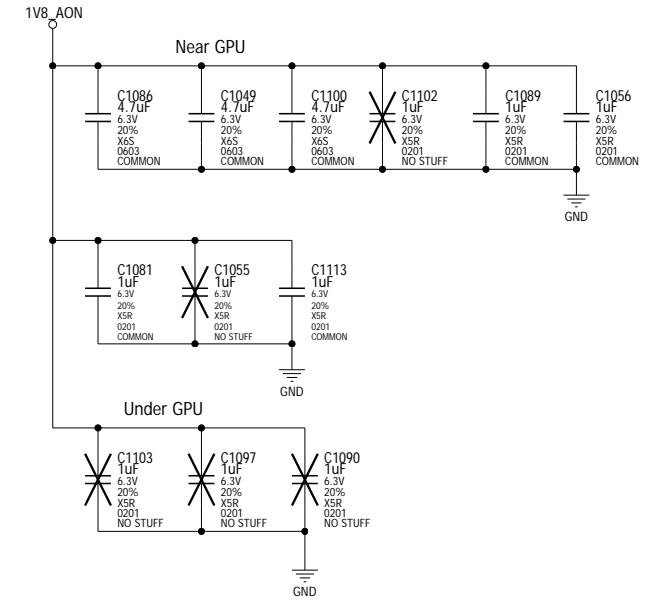 1V8_AON
Near GPU
C1086
4.7uF
6.3V
20%
X6S
0603
COMMON
C1049
4.7uF
6.3V
20%
X6S
0603
COMMON
C1100
4.7uF
6.3V
20%
X6S
0603
COMMON
C1102
1uF
6.3V
20%
X5R
0201
NO STUFF
C1089
1uF
6.3V
20%
X5R
0201
COMMON
C1056
1uF
6.3V
20%
X5R
0201
COMMON
GND
C1081
1uF
6.3V
20%
X5R
0201
COMMON
C1055
1uF
6.3V
20%
X5R
0201
NO STUFF
C1113
1uF
6.3V
20%
X5R
0201
COMMON
GND
Under GPU
C1103
1uF
6.3V
20%
X5R
0201
NO STUFF
C1097
1uF
6.3V
20%
X5R
0201
NO STUFF
C1090
1uF
6.3V
20%
X5R
0201
NO STUFF
GND